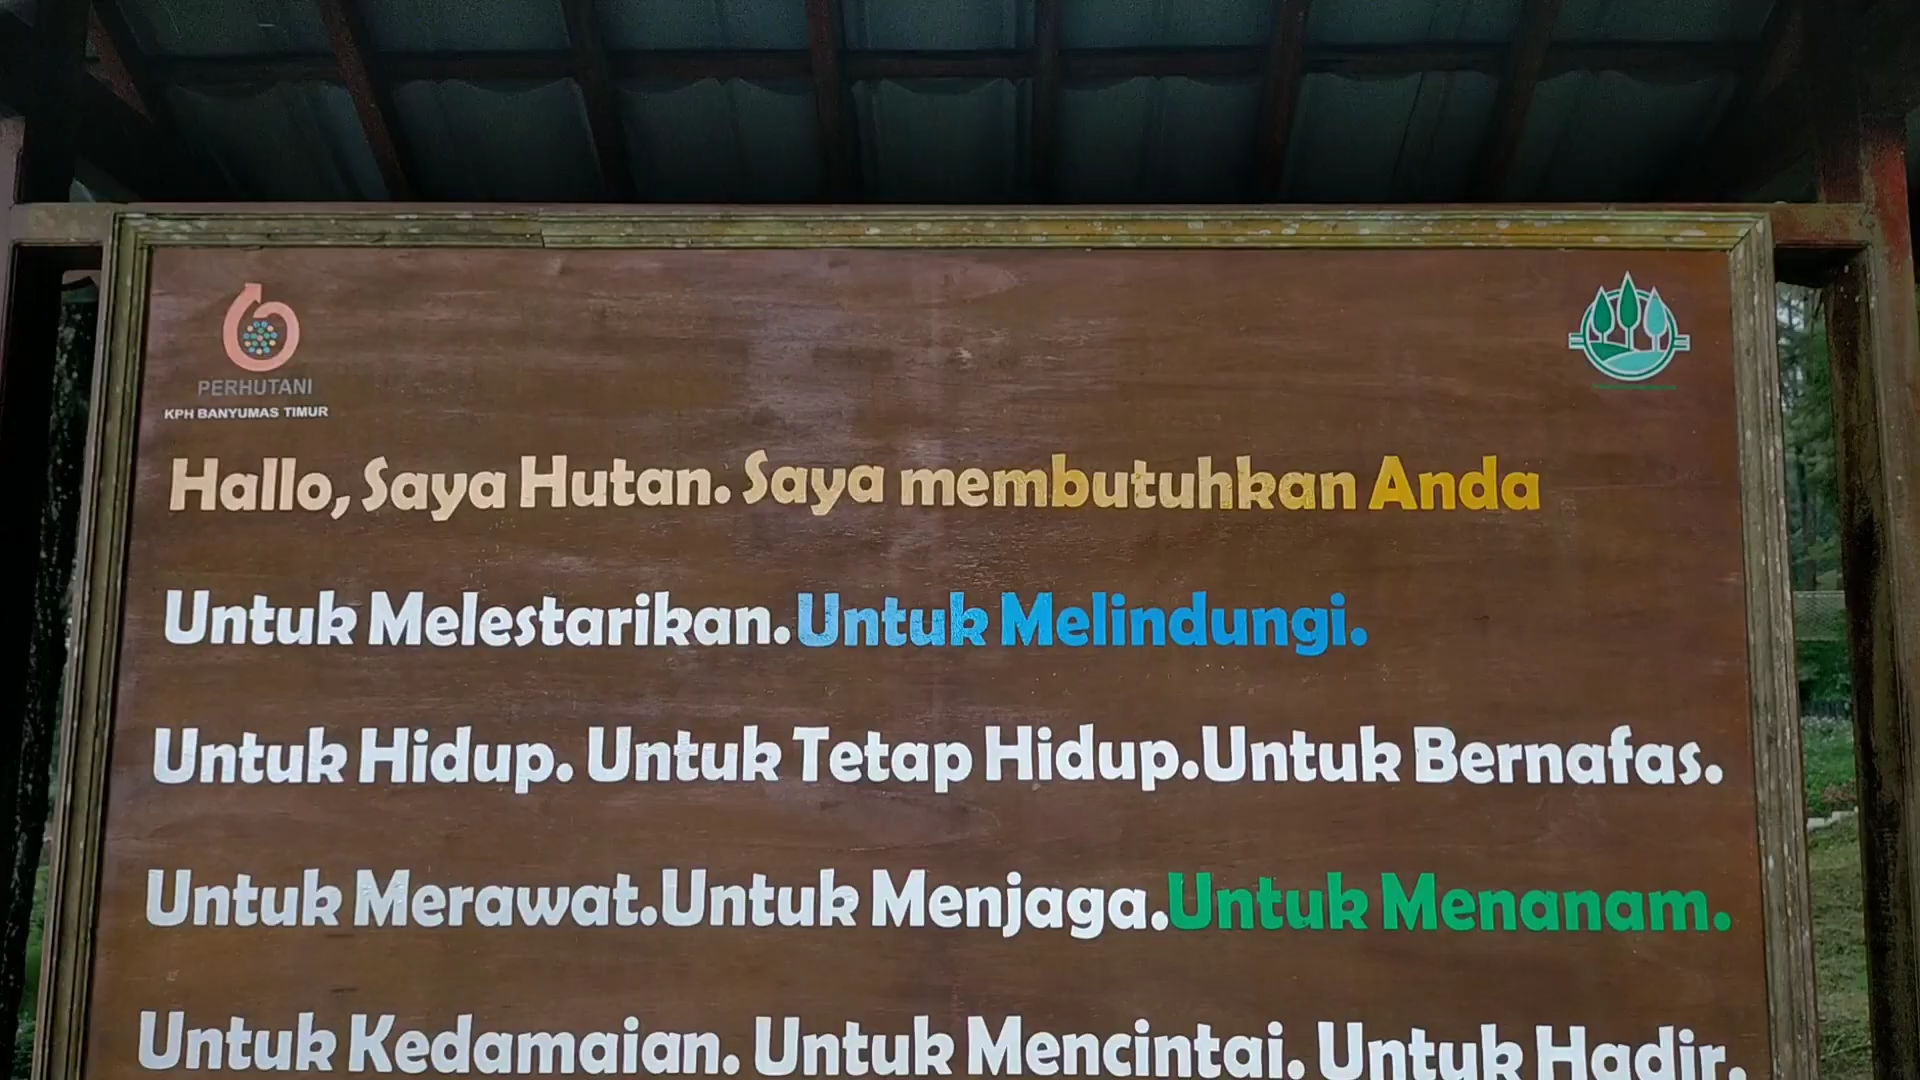 PERHUTANI
KPH BANYUMAS TIMUR
Hallo, Saya Hutan. Saya membutuhkan Anda
Untuk Melestarikan.Untuk Melindungi.
Untuk Hidup. Untuk Tetap Hidup.Untuk Bernafas.
Untuk Merawat.Untuk Menjaga.Untuk Menanam.
Untuk Kedamaian. Untuk Mencintai. Untuk Hadir.